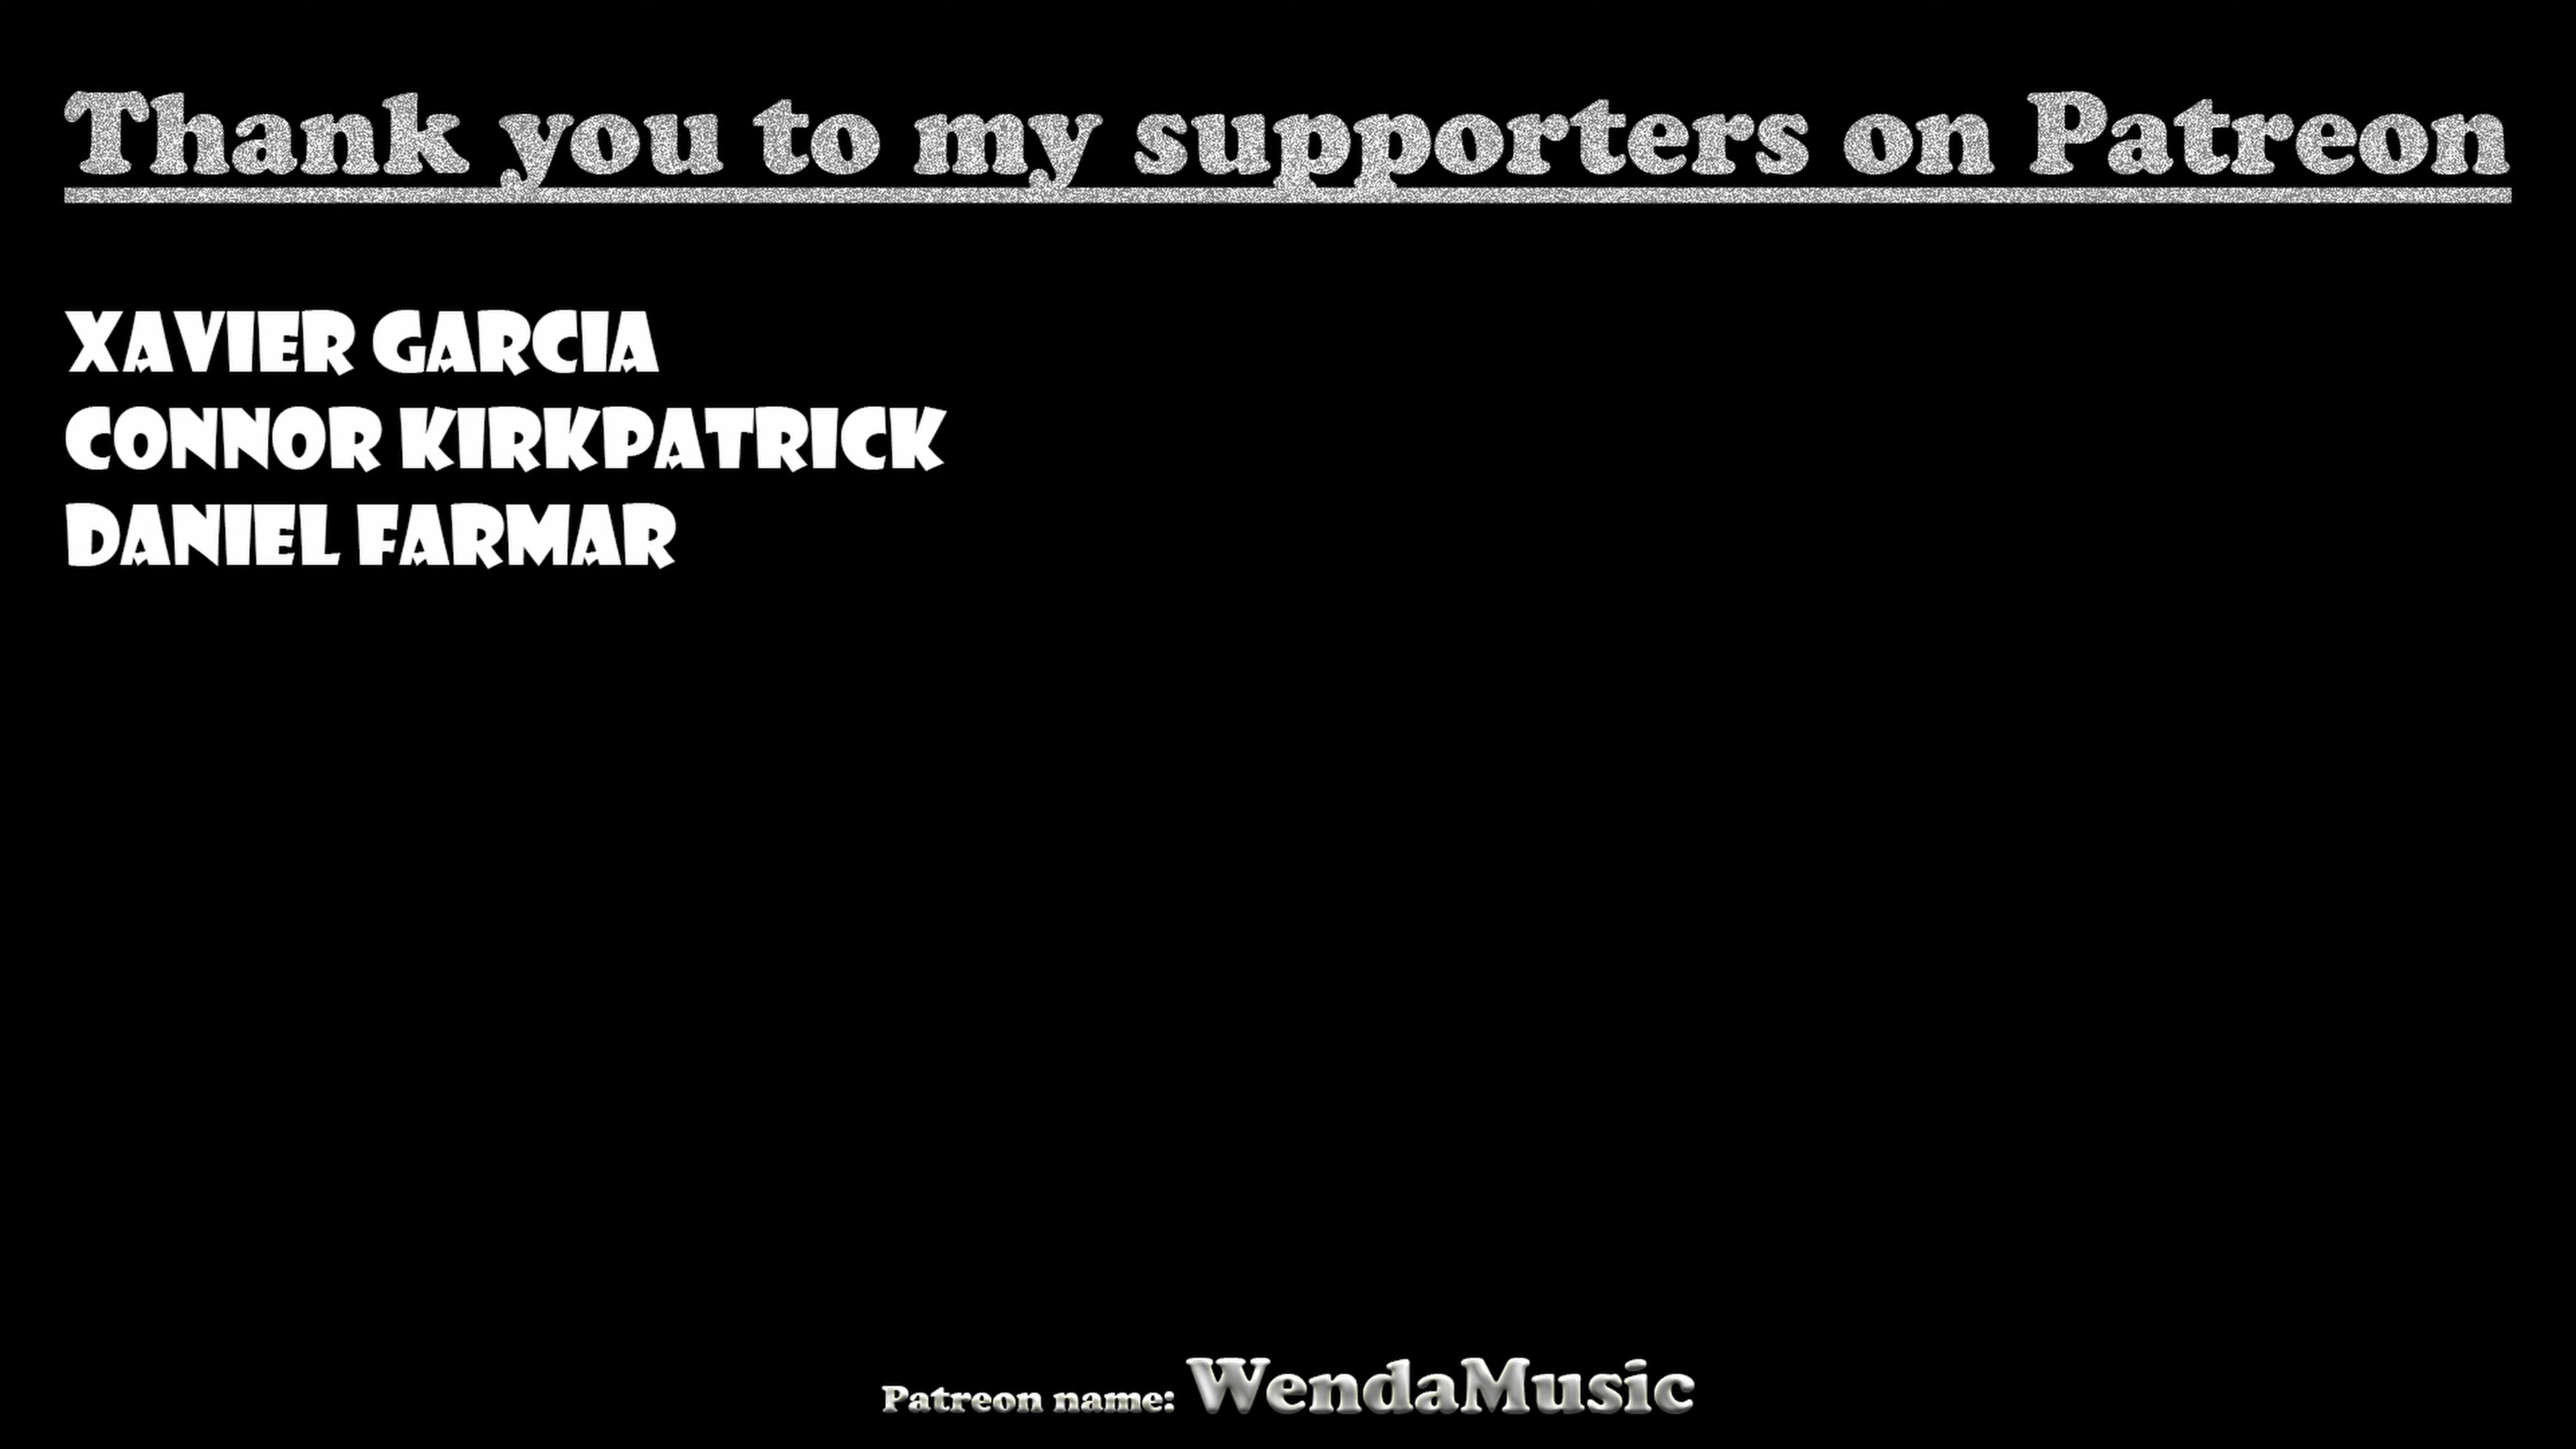 Thank you to my supporters on Patreon
XAVIER GARCIA
CONNOR KIRKPATRICK
DANIEL FARMAR
Patreon name: WendaMusic